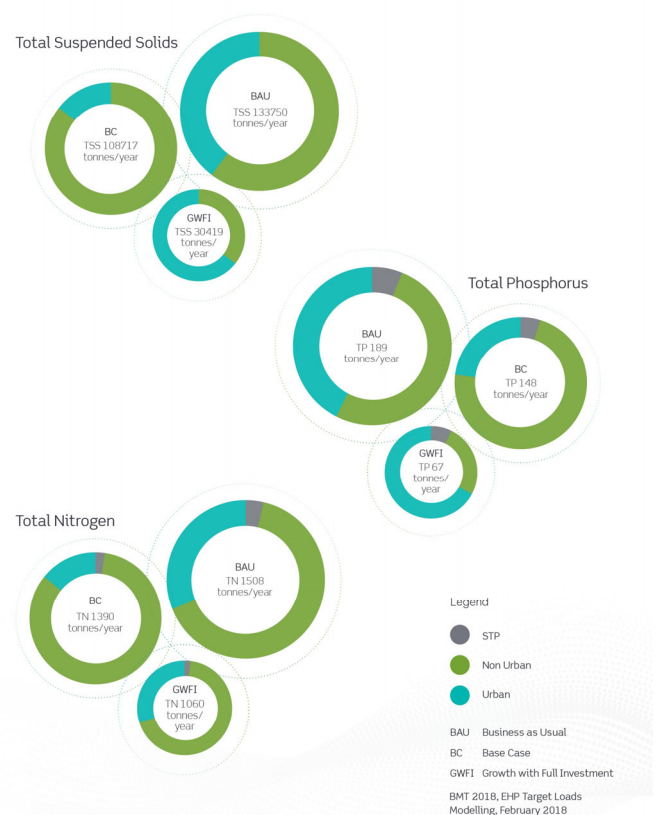 Total Suspended Solids
BAU
TSS 133750
tonnes/year
BC
TSS 108717
tonnes/year
GWFI
TSS 30419
tonnes/
year
Total Phosphorus
BAU
TP 189
tonnes/year
BC
TP 148
tonnes/year
GWFI
TP 67
tonnes/
year
Total Nitrogen
BAU
TN 1508
tonnes/year
BC
TN 1390
tonnes/year
GWFI
TN 1060
tonnes/
year
Legend
STP
Non Urban
Urban
BAU Business as Usual
BC Base Case
GWFI Growth with Full Investment
BMT 2018, EHP Target Loads
Modelling, February 2018